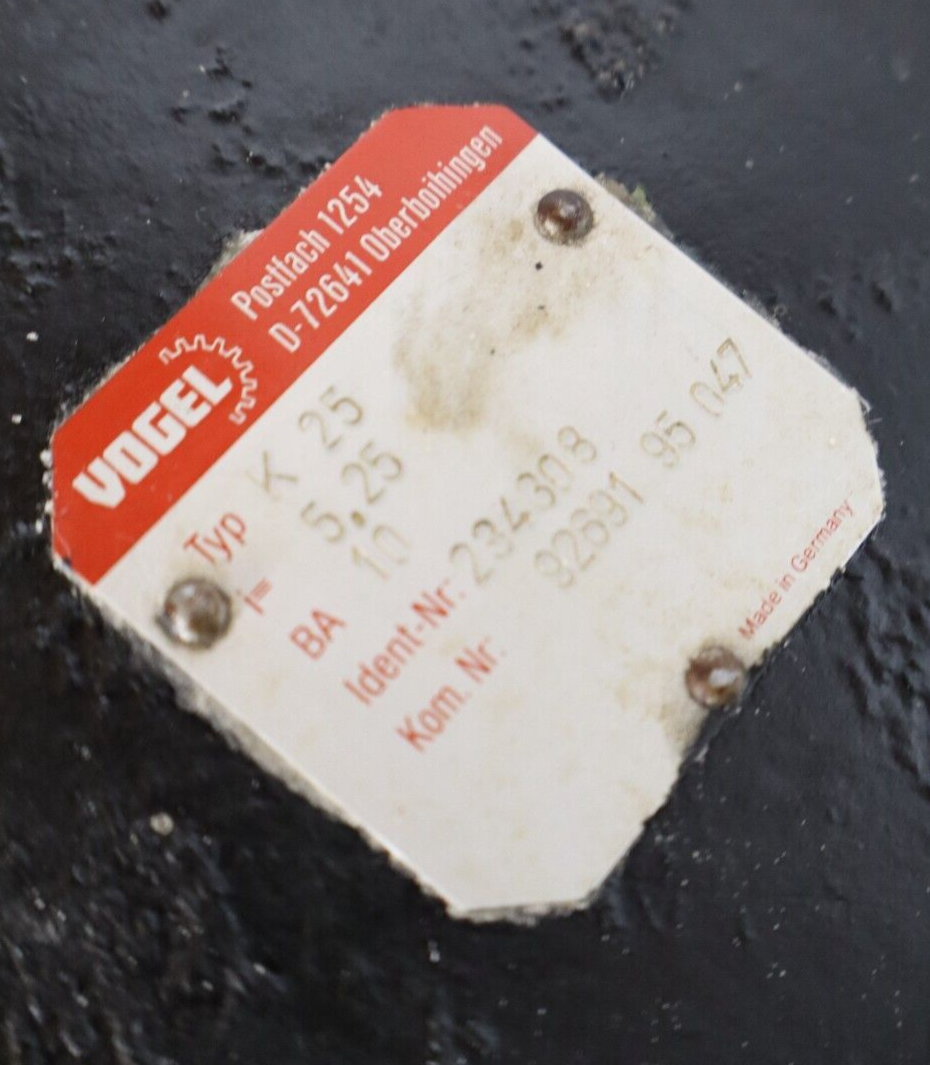 VOGEL
Postfach 1254
D-72641 Oberboihingen
Typ K 25
i= 5,25
BA 10
Ident-Nr: 234308
Kom. Nr: 92691 95 047
Made in Germany